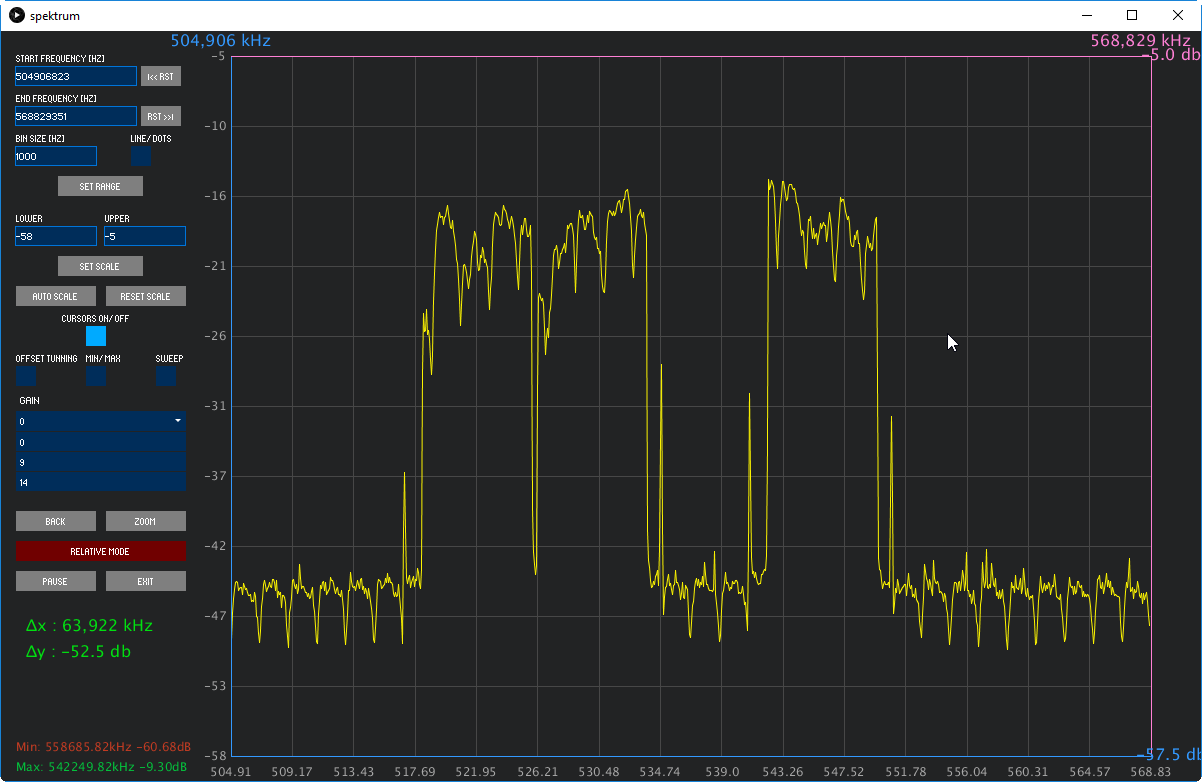 spektrum
504,906 kHz
568,829 kHz
-5.0 db
START FREQUENCY [HZ]
504906823
|<< RST
END FREQUENCY [HZ]
568829351
RST >>|
BIN SIZE [HZ]
LINE/DOTS
1000
SET RANGE
LOWER
UPPER
-58
-5
SET SCALE
AUTO SCALE
RESET SCALE
CURSORS ON/OFF
OFFSET TUNNING
MIN/MAX
SWEEP
GAIN
0
0
9
14
BACK
ZOOM
RELATIVE MODE
PAUSE
EXIT
Δx : 63,922 kHz
Δy : -52.5 db
Min: 558685.82kHz -60.68dB
Max: 542249.82kHz -9.30dB
-5
-10
-16
-21
-26
-31
-37
-42
-47
-53
-58
-57.5 db
504.91 509.17 513.43 517.69 521.95 526.21 530.48 534.74 539.0 543.26 547.52 551.78 556.04 560.31 564.57 568.83